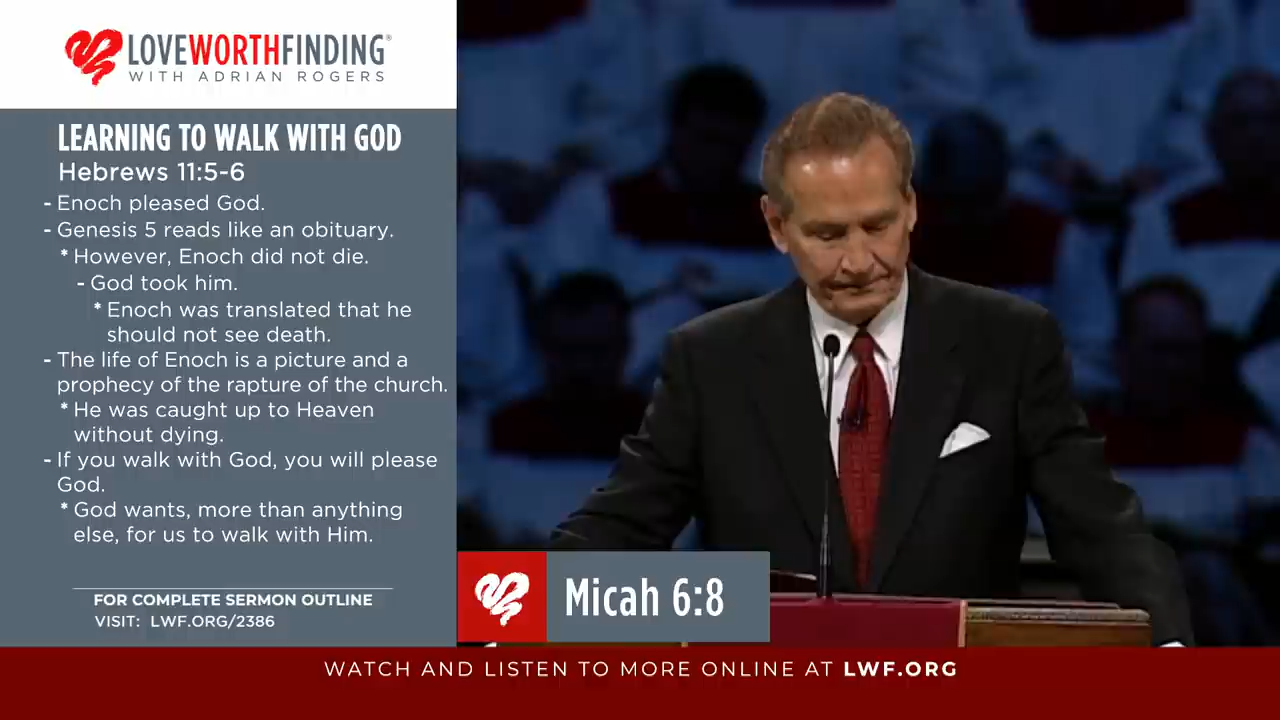 LOVEWORTHFINDING®
WITH ADRIAN ROGERS
LEARNING TO WALK WITH GOD
Hebrews 11:5-6
- Enoch pleased God.
- Genesis 5 reads like an obituary.
* However, Enoch did not die.
- God took him.
* Enoch was translated that he
should not see death.
- The life of Enoch is a picture and a
prophecy of the rapture of the church.
* He was caught up to Heaven
without dying.
- If you walk with God, you will please
God.
* God wants, more than anything
else, for us to walk with Him.
FOR COMPLETE SERMON OUTLINE
VISIT: LWF.ORG/2386
Micah 6:8
WATCH AND LISTEN TO MORE ONLINE AT LWF.ORG